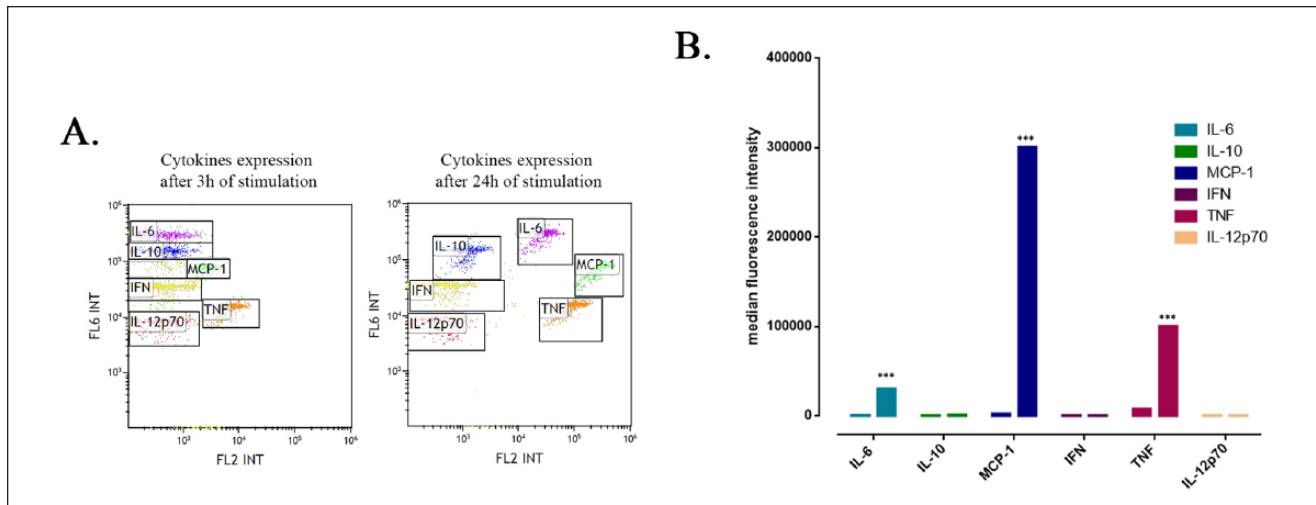 A.
Cytokines expression
after 3h of stimulation
10⁶
10⁵
10⁴
10³
FL6 INT
IL-6
IL-10
MCP-1
IFN
TNF
IL-12p70
10³
10⁴
10⁵
10⁶
FL2 INT
Cytokines expression
after 24h of stimulation
10⁶
10⁵
10⁴
10³
FL6 INT
IL-6
IL-10
MCP-1
IFN
TNF
IL-12p70
10³
10⁴
10⁵
10⁶
FL2 INT
B.
median fluorescence intensity
400000
300000
200000
100000
0
***
***
***
IL-6
IL-10
MCP-1
IFN
TNF
IL-12p70
IL-6
IL-10
MCP-1
IFN
TNF
IL-12p70